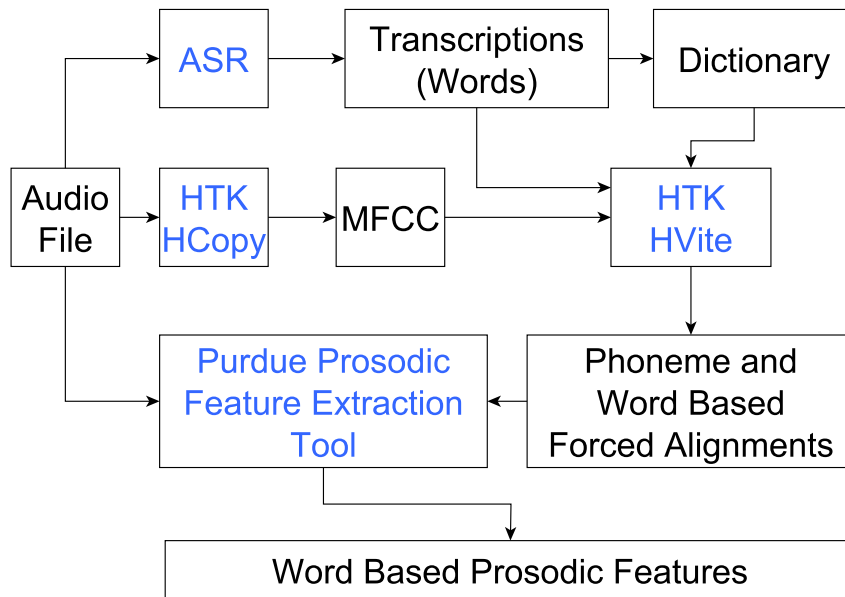 ASR
Transcriptions
(Words)
Dictionary
Audio
File
HTK
HCopy
MFCC
HTK
HVite
Purdue Prosodic
Feature Extraction
Tool
Phoneme and
Word Based
Forced Alignments
Word Based Prosodic Features